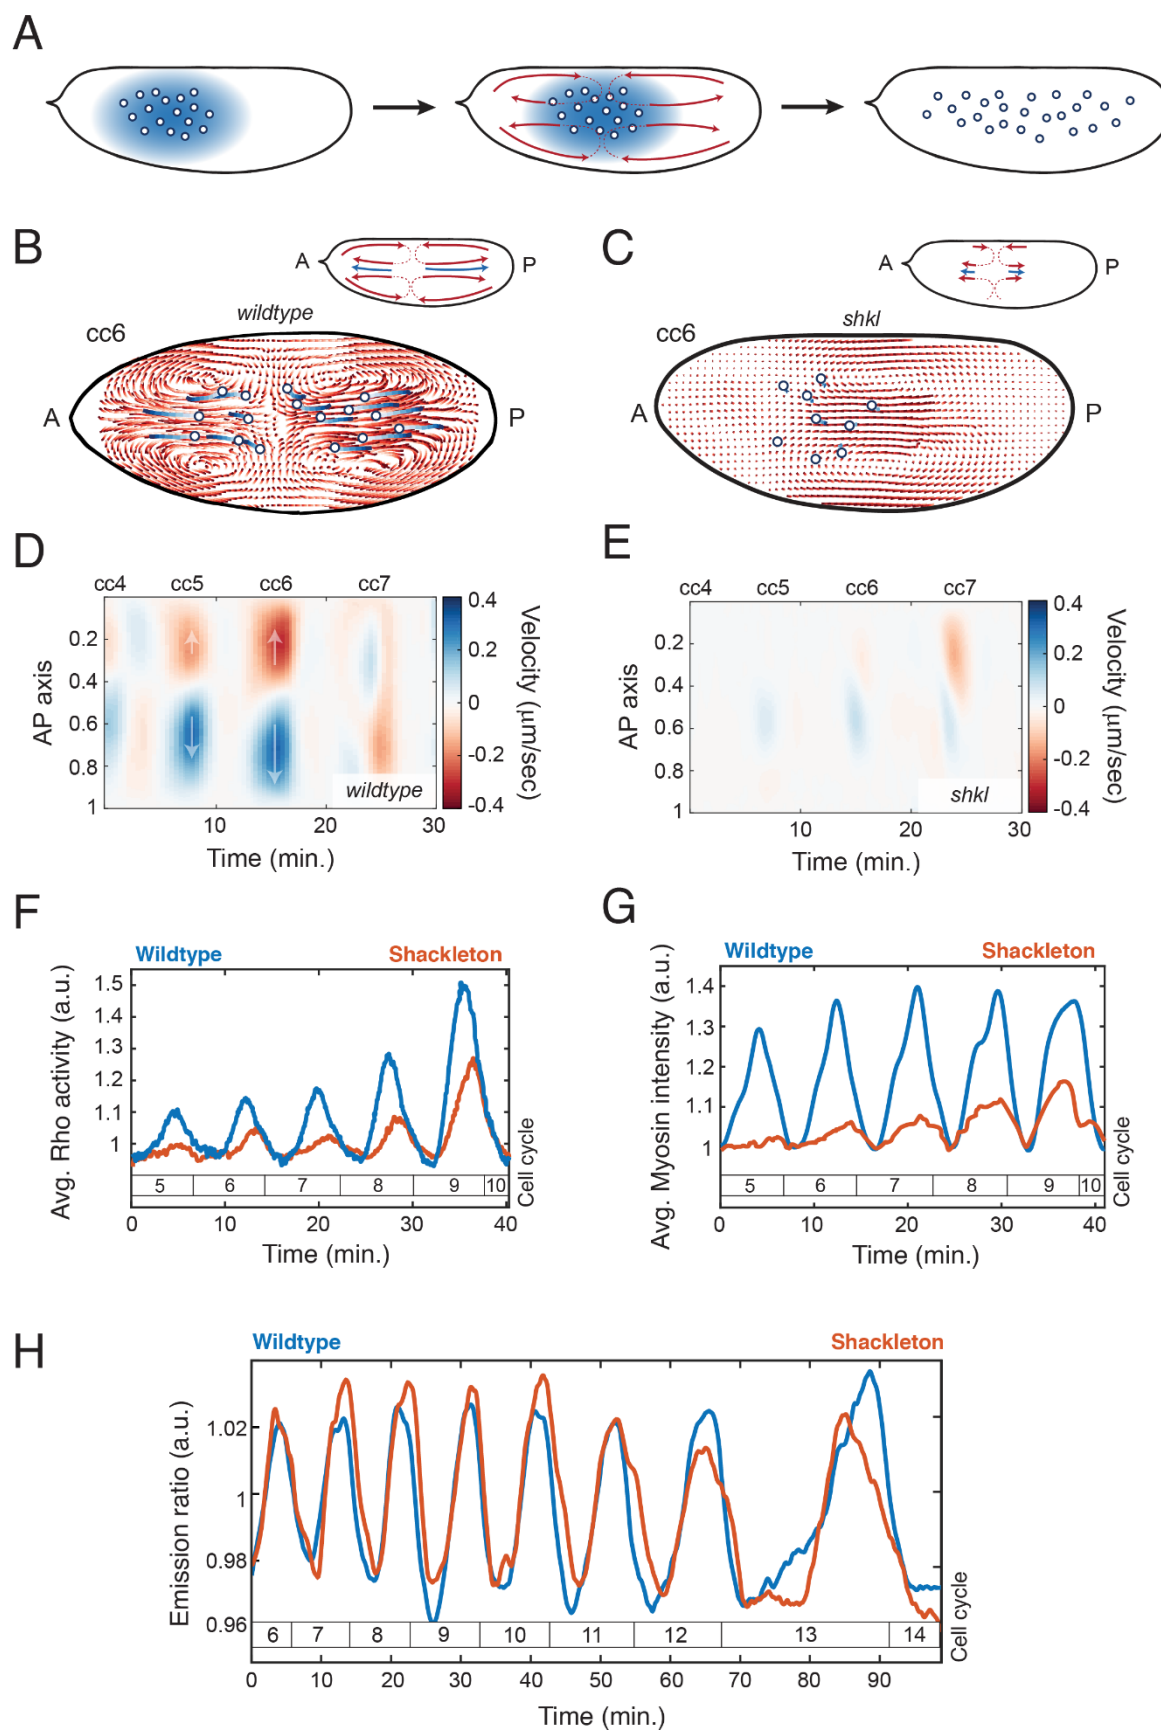 A
B
A
P
wildtype
cc6
A
P
C
A
P
shkl
cc6
A
P
D
cc4 cc5 cc6 cc7
0.2
0.4
0.6
0.8
1
AP axis
10 20 30
Time (min.)
wildtype
0.4
0.2
0
-0.2
-0.4
Velocity (µm/sec)
E
cc4 cc5 cc6 cc7
0.2
0.4
0.6
0.8
1
AP axis
10 20 30
Time (min.)
shkl
0.4
0.2
0
-0.2
-0.4
Velocity (µm/sec)
F
Wildtype Shackleton
1.5
1.4
1.3
1.2
1.1
1
Avg. Rho activity (a.u.)
5 6 7 8 9 10
Cell cycle
0 10 20 30 40
Time (min.)
G
Wildtype Shackleton
1.4
1.3
1.2
1.1
1
Avg. Myosin intensity (a.u.)
5 6 7 8 9 10
Cell cycle
0 10 20 30 40
Time (min.)
H
Wildtype Shackleton
1.02
1
0.98
0.96
Emission ratio (a.u.)
6 7 8 9 10 11 12 13 14
Cell cycle
0 10 20 30 40 50 60 70 80 90
Time (min.)